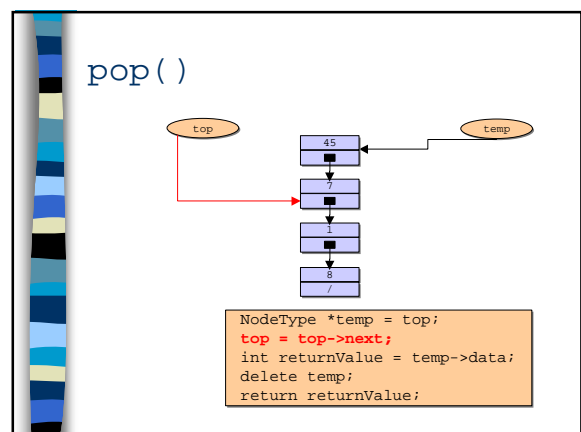 pop()
top
temp
45
7
1
8
/
NodeType *temp = top;
top = top->next;
int returnValue = temp->data;
delete temp;
return returnValue;